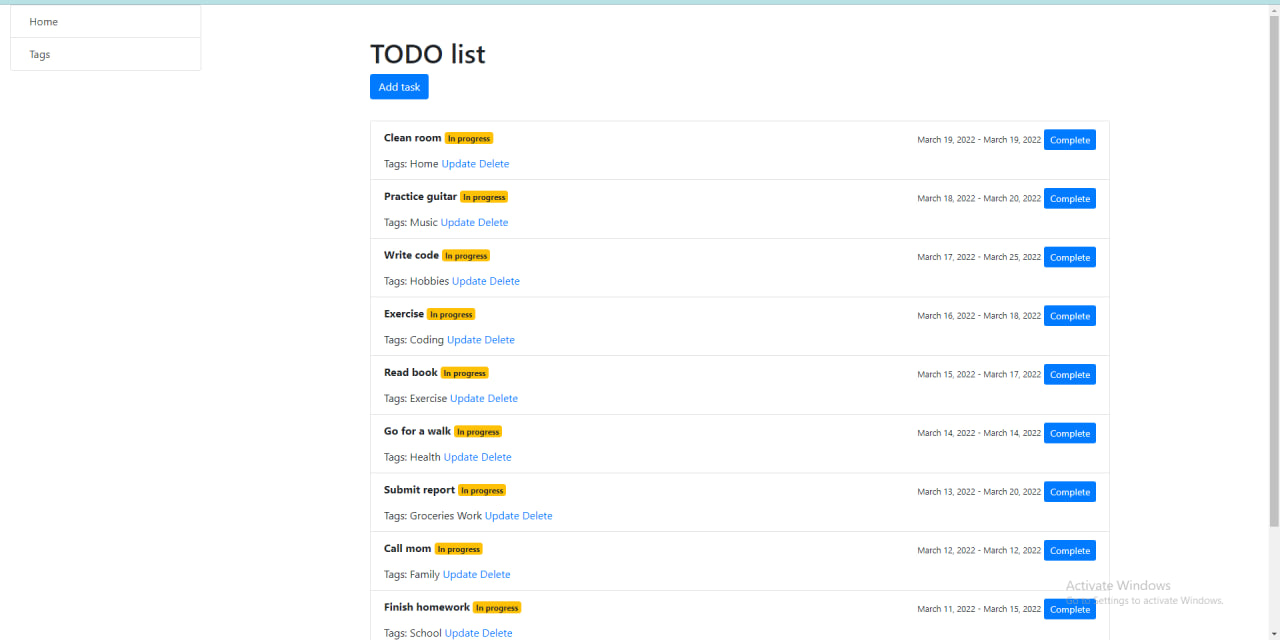 Home
Tags
TODO list
Add task
Clean room In progress March 19, 2022 - March 19, 2022 Complete
Tags: Home Update Delete
Practice guitar In progress March 18, 2022 - March 20, 2022 Complete
Tags: Music Update Delete
Write code In progress March 17, 2022 - March 25, 2022 Complete
Tags: Hobbies Update Delete
Exercise In progress March 16, 2022 - March 18, 2022 Complete
Tags: Coding Update Delete
Read book In progress March 15, 2022 - March 17, 2022 Complete
Tags: Exercise Update Delete
Go for a walk In progress March 14, 2022 - March 14, 2022 Complete
Tags: Health Update Delete
Submit report In progress March 13, 2022 - March 20, 2022 Complete
Tags: Groceries Work Update Delete
Call mom In progress March 12, 2022 - March 12, 2022 Complete
Tags: Family Update Delete
Activate Windows
Go to Settings to activate Windows.
Finish homework In progress March 11, 2022 - March 15, 2022 Complete
Tags: School Update Delete